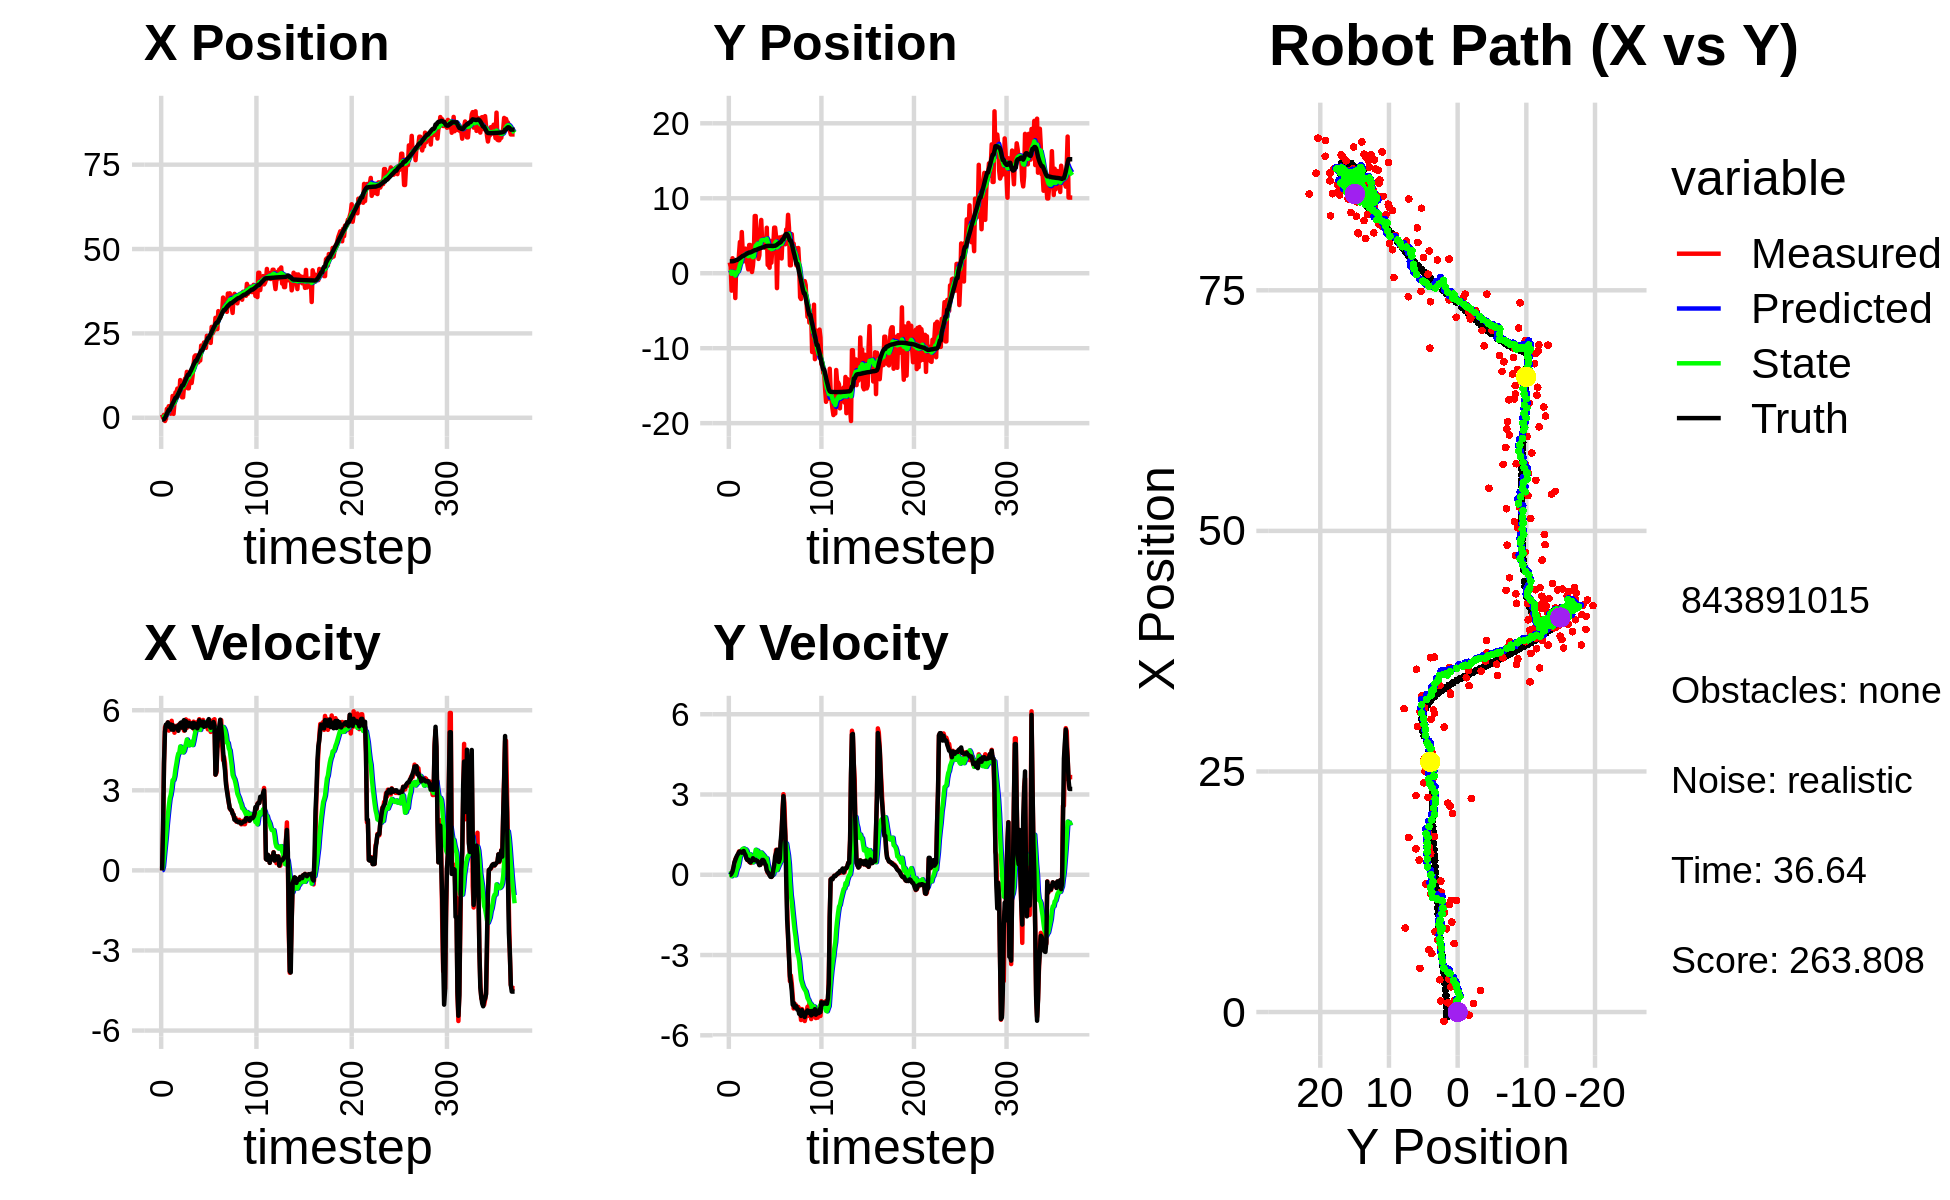 X Position
75
50
25
0
0
100
200
300
timestep
Y Position
20
10
0
-10
-20
0
100
200
300
timestep
X Velocity
6
3
0
-3
-6
0
100
200
300
timestep
Y Velocity
6
3
0
-3
-6
0
100
200
300
timestep
Robot Path (X vs Y)
X Position
75
50
25
0
20 10 0 -10 -20
Y Position
variable
Measured
Predicted
State
Truth
843891015
Obstacles: none
Noise: realistic
Time: 36.64
Score: 263.808